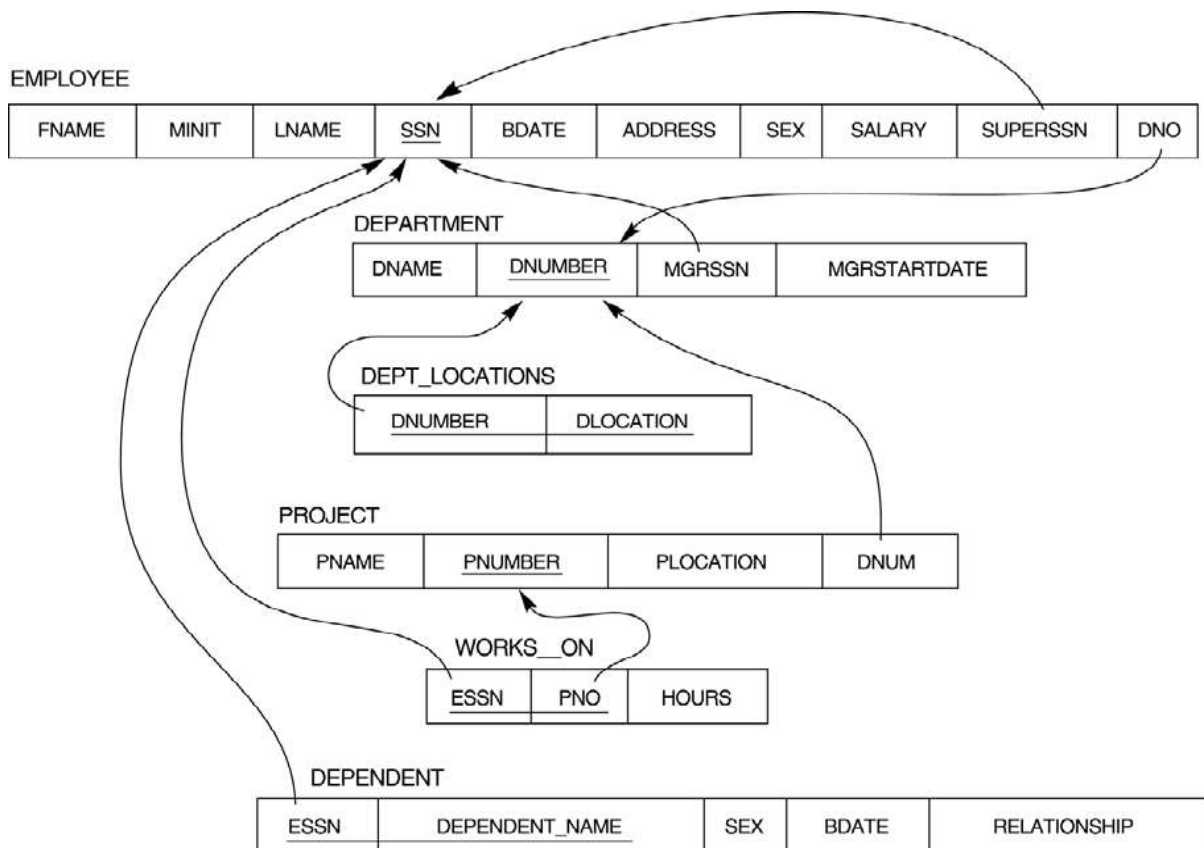 EMPLOYEE
FNAME MINIT LNAME SSN BDATE ADDRESS SEX SALARY SUPERSSN DNO
DEPARTMENT
DNAME DNUMBER MGRSSN MGRSTARTDATE
DEPT_LOCATIONS
DNUMBER DLOCATION
PROJECT
PNAME PNUMBER PLOCATION DNUM
WORKS__ON
ESSN PNO HOURS
DEPENDENT
ESSN DEPENDENT_NAME SEX BDATE RELATIONSHIP